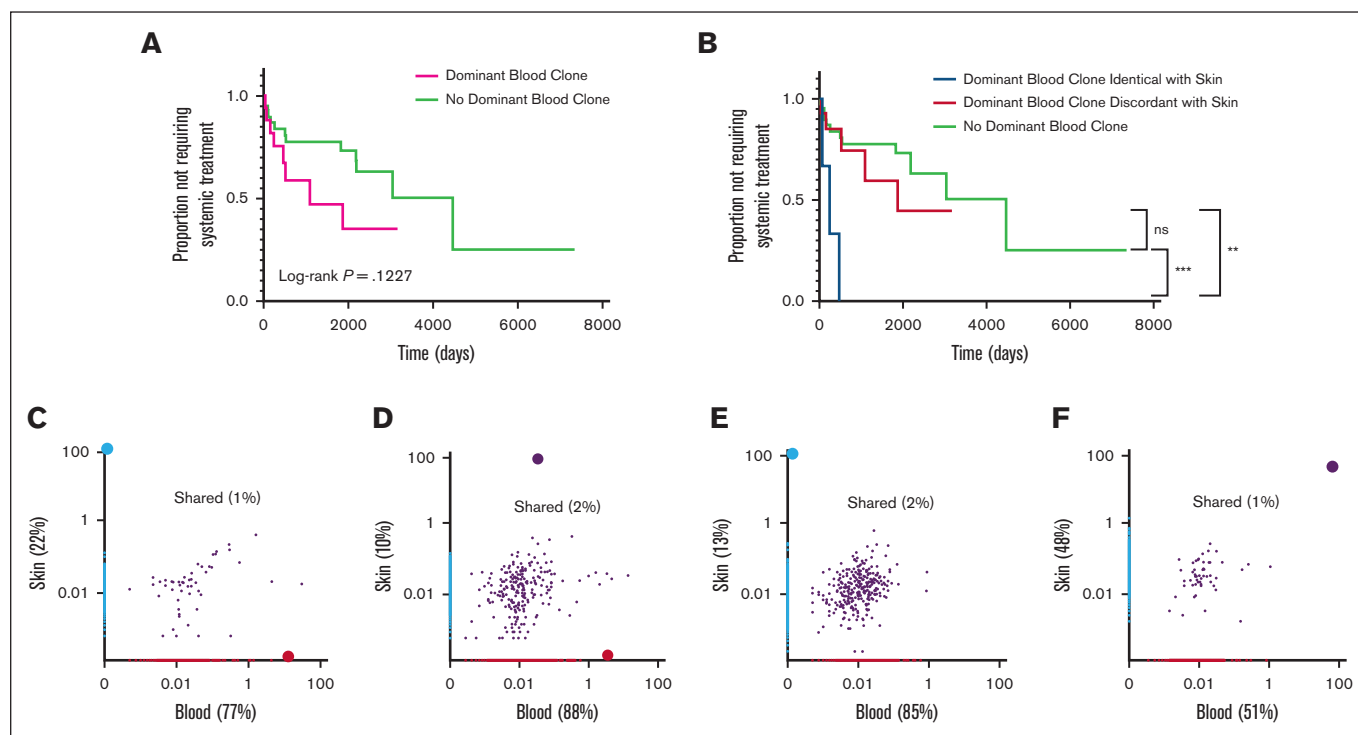 A
Dominant Blood Clone
No Dominant Blood Clone
Proportion not requiring
systemic treatment
1.0
0.5
0.0
Log-rank P = .1227
0 2000 4000 6000 8000
Time (days)
B
Dominant Blood Clone Identical with Skin
Dominant Blood Clone Discordant with Skin
No Dominant Blood Clone
Proportion not requiring
systemic treatment
1.0
0.5
0.0
ns
***
**
0 2000 4000 6000 8000
Time (days)
C
Skin (22%)
100
1
0.01
Shared (1%)
0 0.01 1 100
Blood (77%)
D
Skin (10%)
100
1
0.01
Shared (2%)
0 0.01 1 100
Blood (88%)
E
Skin (13%)
100
1
0.01
Shared (2%)
0 0.01 1 100
Blood (85%)
F
Skin (48%)
100
1
0.01
Shared (1%)
0 0.01 1 100
Blood (51%)